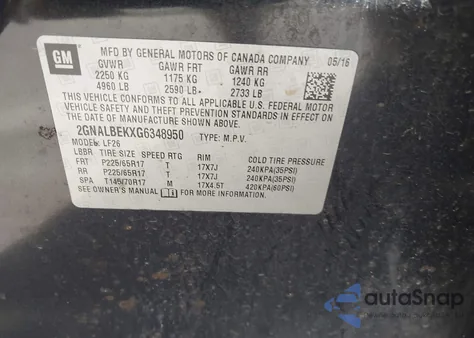 GM
MFD BY GENERAL MOTORS OF CANADA COMPANY 05/16
GVWR GAWR FRT GAWR RR
2250 KG 1175 KG 1240 KG
4960 LB 2590 LB 2733 LB
THIS VEHICLE CONFORMS TO ALL APPLICABLE U.S. FEDERAL MOTOR
VEHICLE SAFETY AND THEFT PREVENTION STANDARDS IN EFFECT ON
THE DATE OF MANUFACTURE SHOWN ABOVE.
2GNALBEKXG6348950 TYPE: M.P.V.
MODEL: LF26
LBBR TIRE SIZE SPEED RTG RIM COLD TIRE PRESSURE
FRT P225/65R17 T 17X7J 240KPA(35PSI)
RR P225/65R17 T 17X7J 240KPA(35PSI)
SPA T145/70R17 M 17X4.5T 420KPA(60PSI)
SEE OWNER'S MANUAL FOR MORE INFORMATION
autoSnap